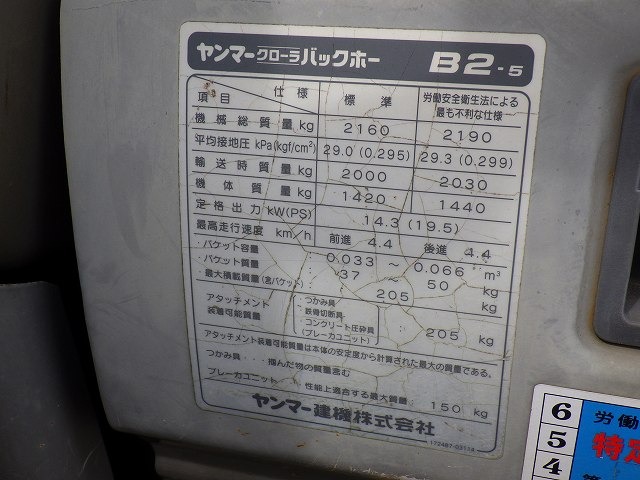 ヤンマークローラバックホー B2-5
項目 仕様 標準 労働安全衛生法による最も不利な仕様
機械総質量 kg 2160 2190
平均接地圧 kPa(kgf/cm²) 29.0 (0.295) 29.3 (0.299)
輸送時質量 kg 2000 2030
機体質量 kg 1420 1440
定格出力 kW(PS) 14.3 (19.5)
最高走行速度 km/h 前進 4.4 後進 4.4
・バケット容量 : 0.033 ～ 0.066 m³
・バケット質量 : 37 ～ 50 kg
・最大積載質量(含バケット) : 205 kg
アタッチメント装着可能質量 ・つかみ具 ・鉄骨切断具 ・コンクリート圧砕具 (ブレーカユニット) : 205 kg
アタッチメント装着可能質量は本体の安定度から計算された最大の質量である。
つかみ具・・・掴んだ物の質量含む
ブレーカユニット・・・性能上適合する最大質量 : 150 kg
ヤンマー建機株式会社
6 労働
5 特定
4